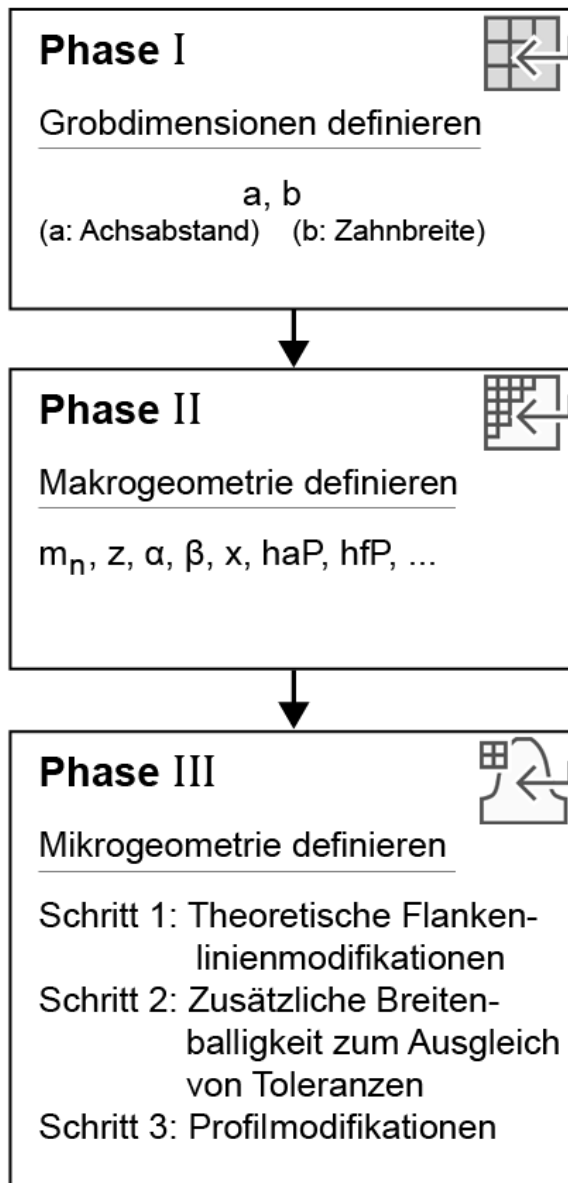 Phase I
Grobdimensionen definieren
a, b
(a: Achsabstand) (b: Zahnbreite)
Phase II
Makrogeometrie definieren
mn, z, α, β, x, haP, hfP, ...
Phase III
Mikrogeometrie definieren
Schritt 1: Theoretische Flanken-
linienmodifikationen
Schritt 2: Zusätzliche Breiten-
balligkeit zum Ausgleich
von Toleranzen
Schritt 3: Profilmodifikationen